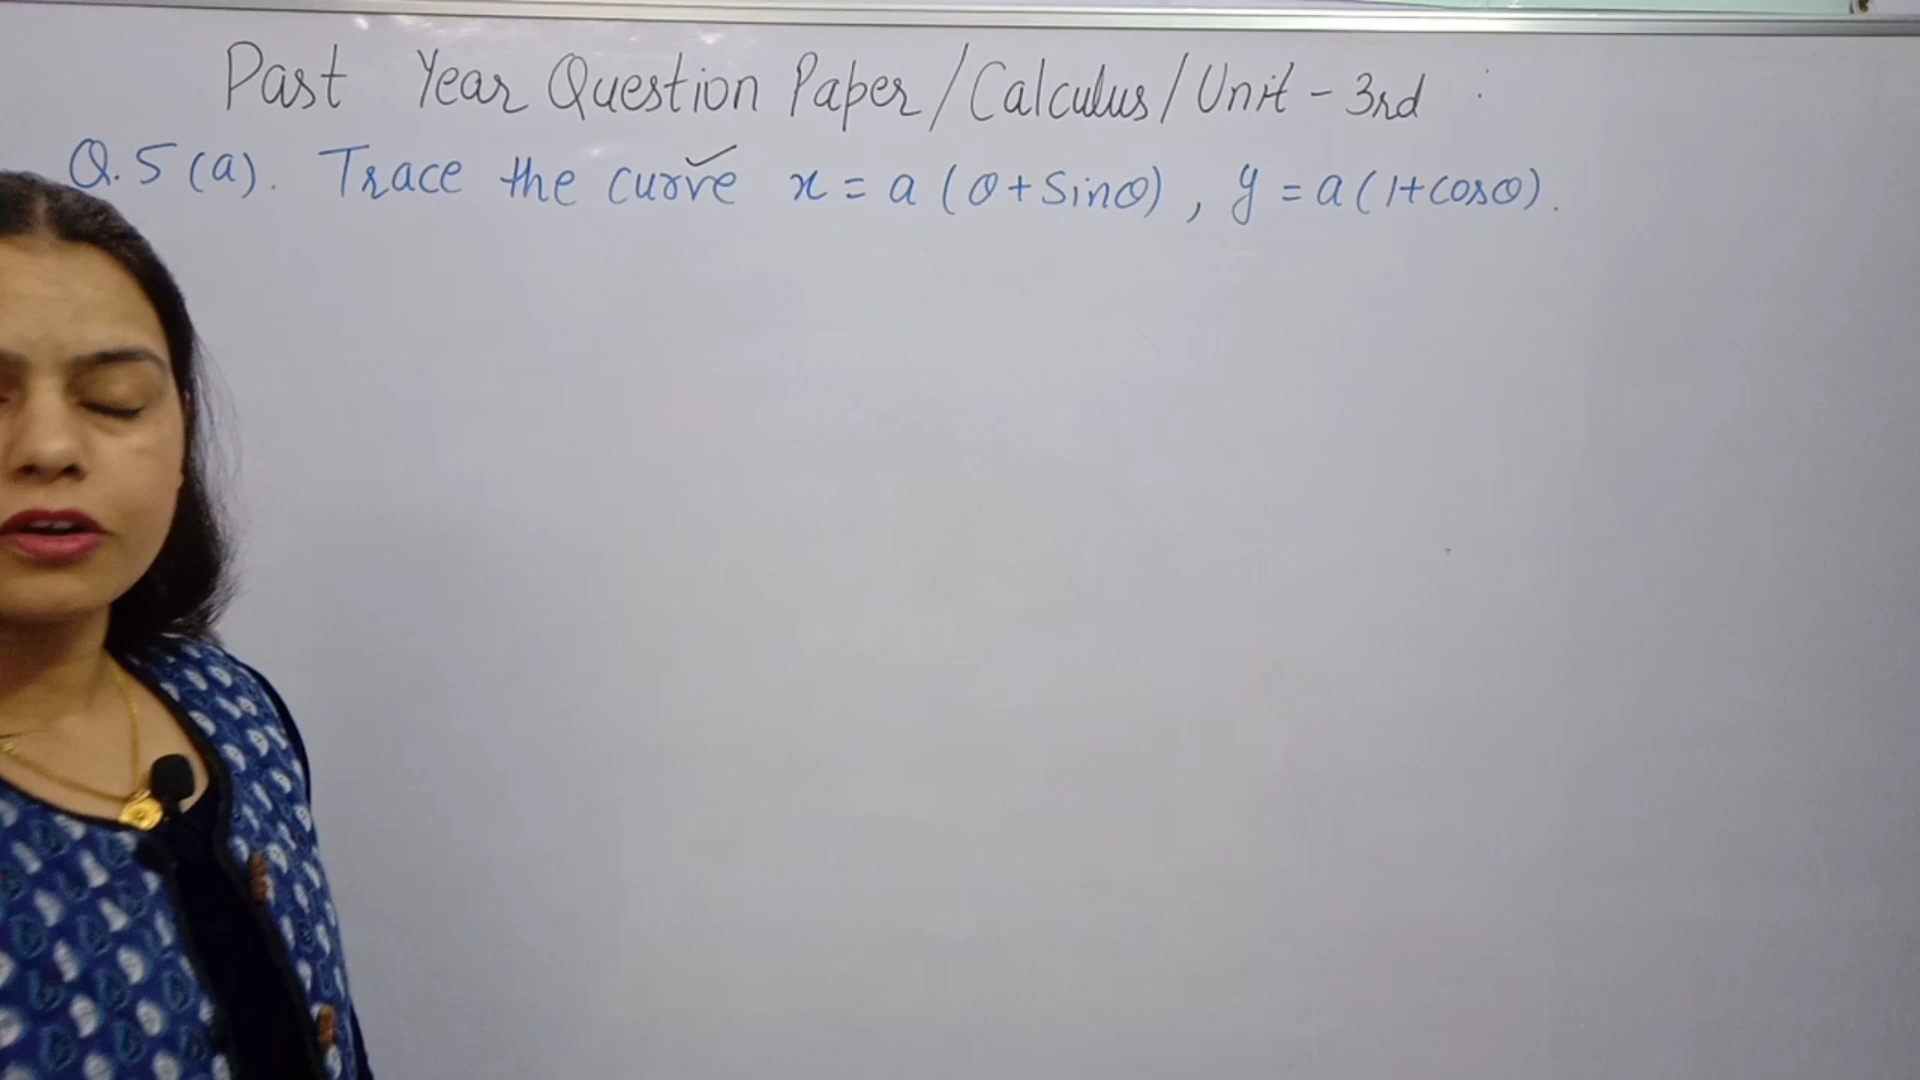 Past Year Question Paper/Calculus/Unit - 3rd :
Q.5(a). Trace the curve x = a (θ + Sinθ), y = a(1+cosθ).